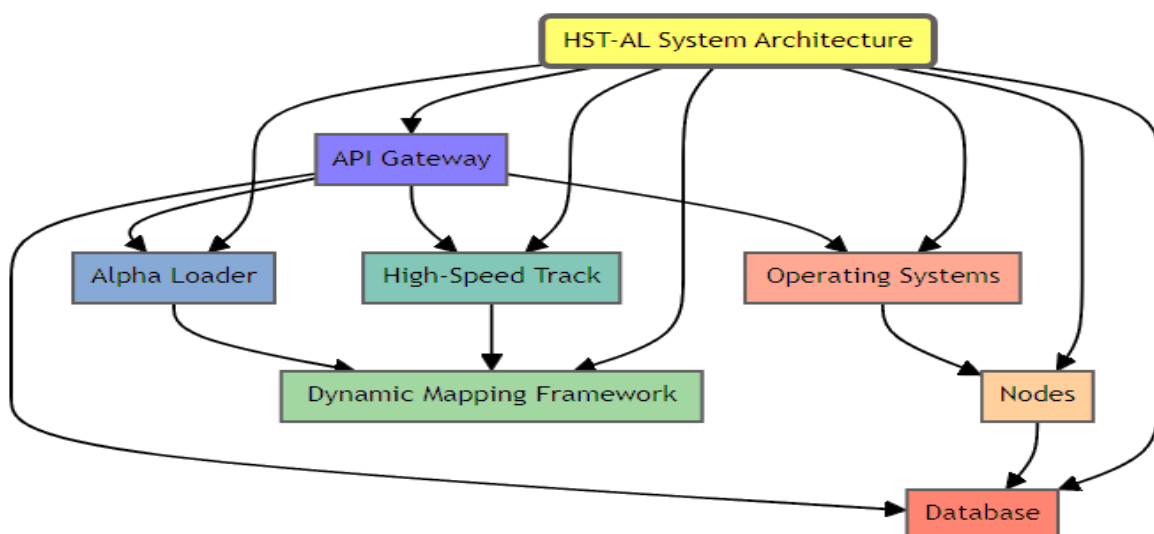 HST-AL System Architecture
API Gateway
Alpha Loader
High-Speed Track
Operating Systems
Dynamic Mapping Framework
Nodes
Database